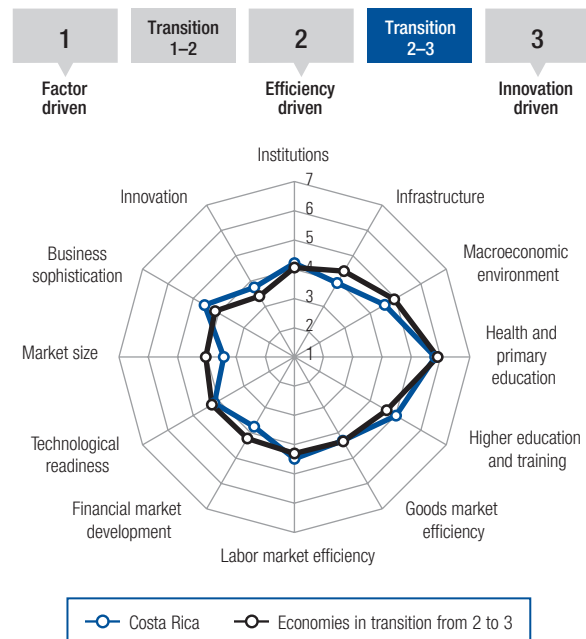 1
Transition
1–2
2
Transition
2–3
3
Factor
driven
Efficiency
driven
Innovation
driven
Institutions
Innovation
Infrastructure
Business
sophistication
Macroeconomic
environment
Market size
Health and
primary
education
Technological
readiness
Higher education
and training
Financial market
development
Goods market
efficiency
Labor market efficiency
7
6
5
4
3
2
1
Costa Rica
Economies in transition from 2 to 3